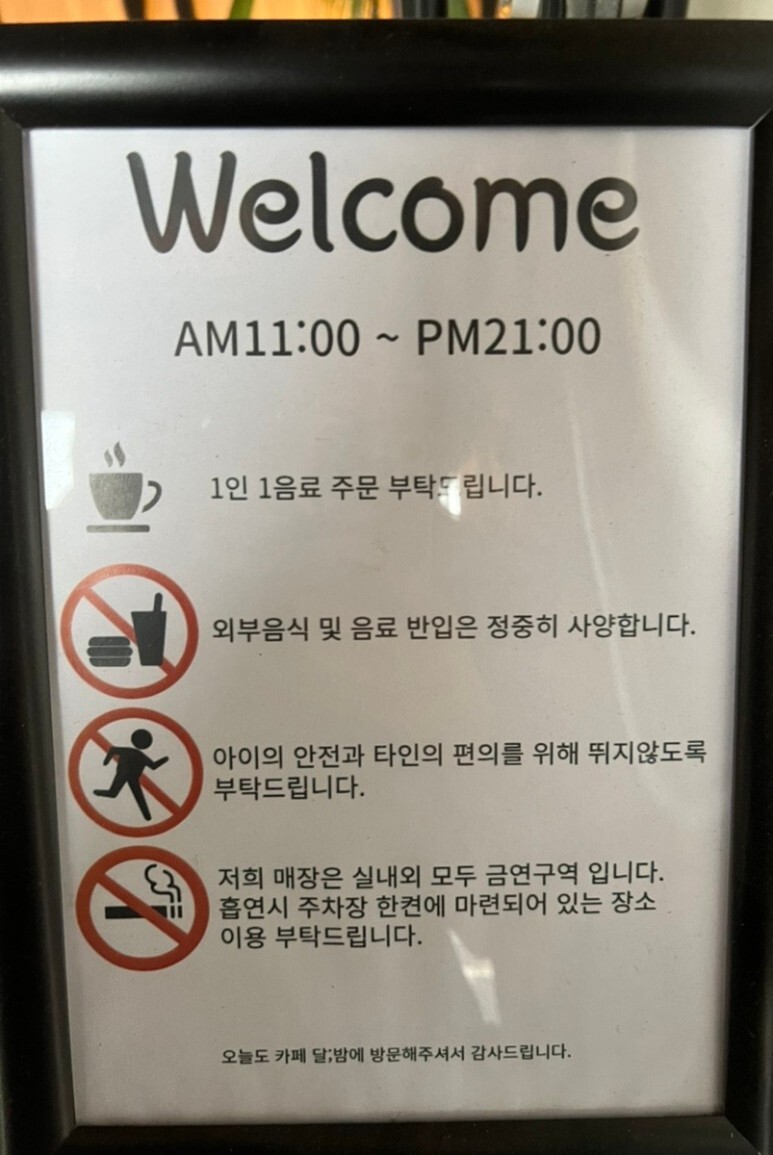 Welcome
AM11:00 ~ PM21:00
1인 1음료 주문 부탁드립니다.
외부음식 및 음료 반입은 정중히 사양합니다.
아이의 안전과 타인의 편의를 위해 뛰지않도록
부탁드립니다.
저희 매장은 실내외 모두 금연구역 입니다.
흡연시 주차장 한켠에 마련되어 있는 장소
이용 부탁드립니다.
오늘도 카페 달;밤에 방문해주셔서 감사드립니다.